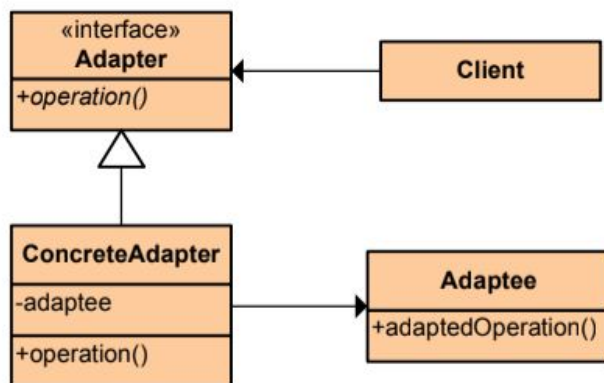 «interface»
Adapter
+operation()
Client
ConcreteAdapter
-adaptee
+operation()
Adaptee
+adaptedOperation()